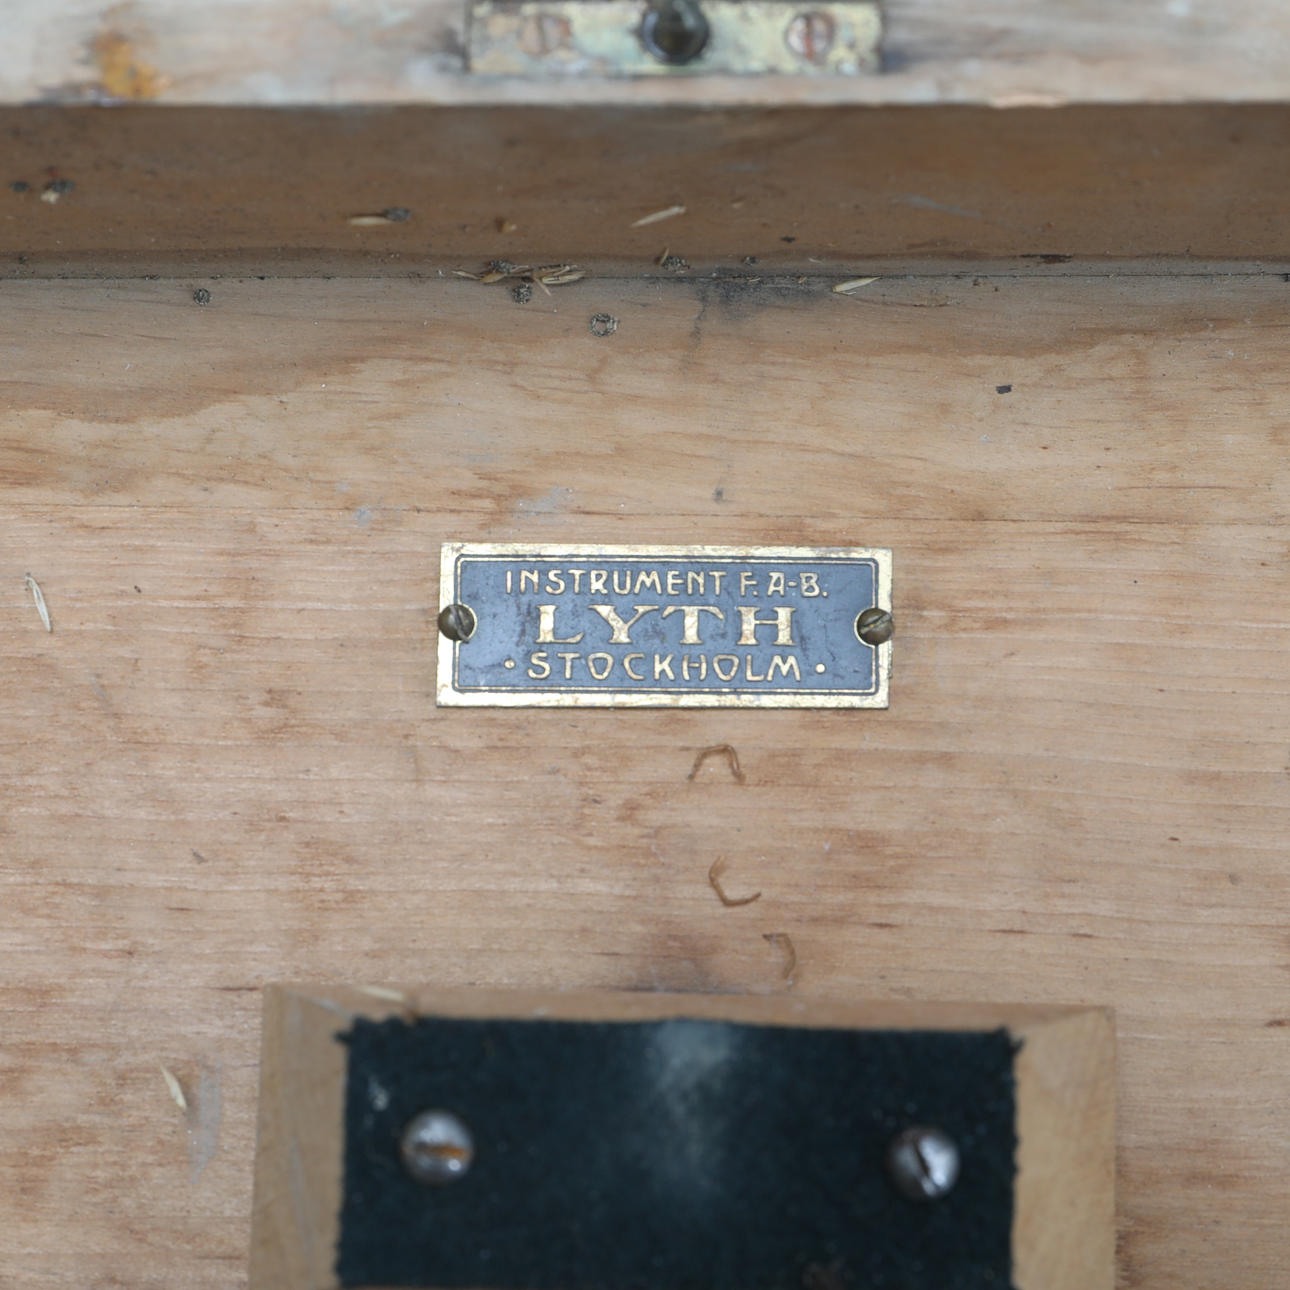 INSTRUMENT F. A-B.
LYTH
• STOCKHOLM •